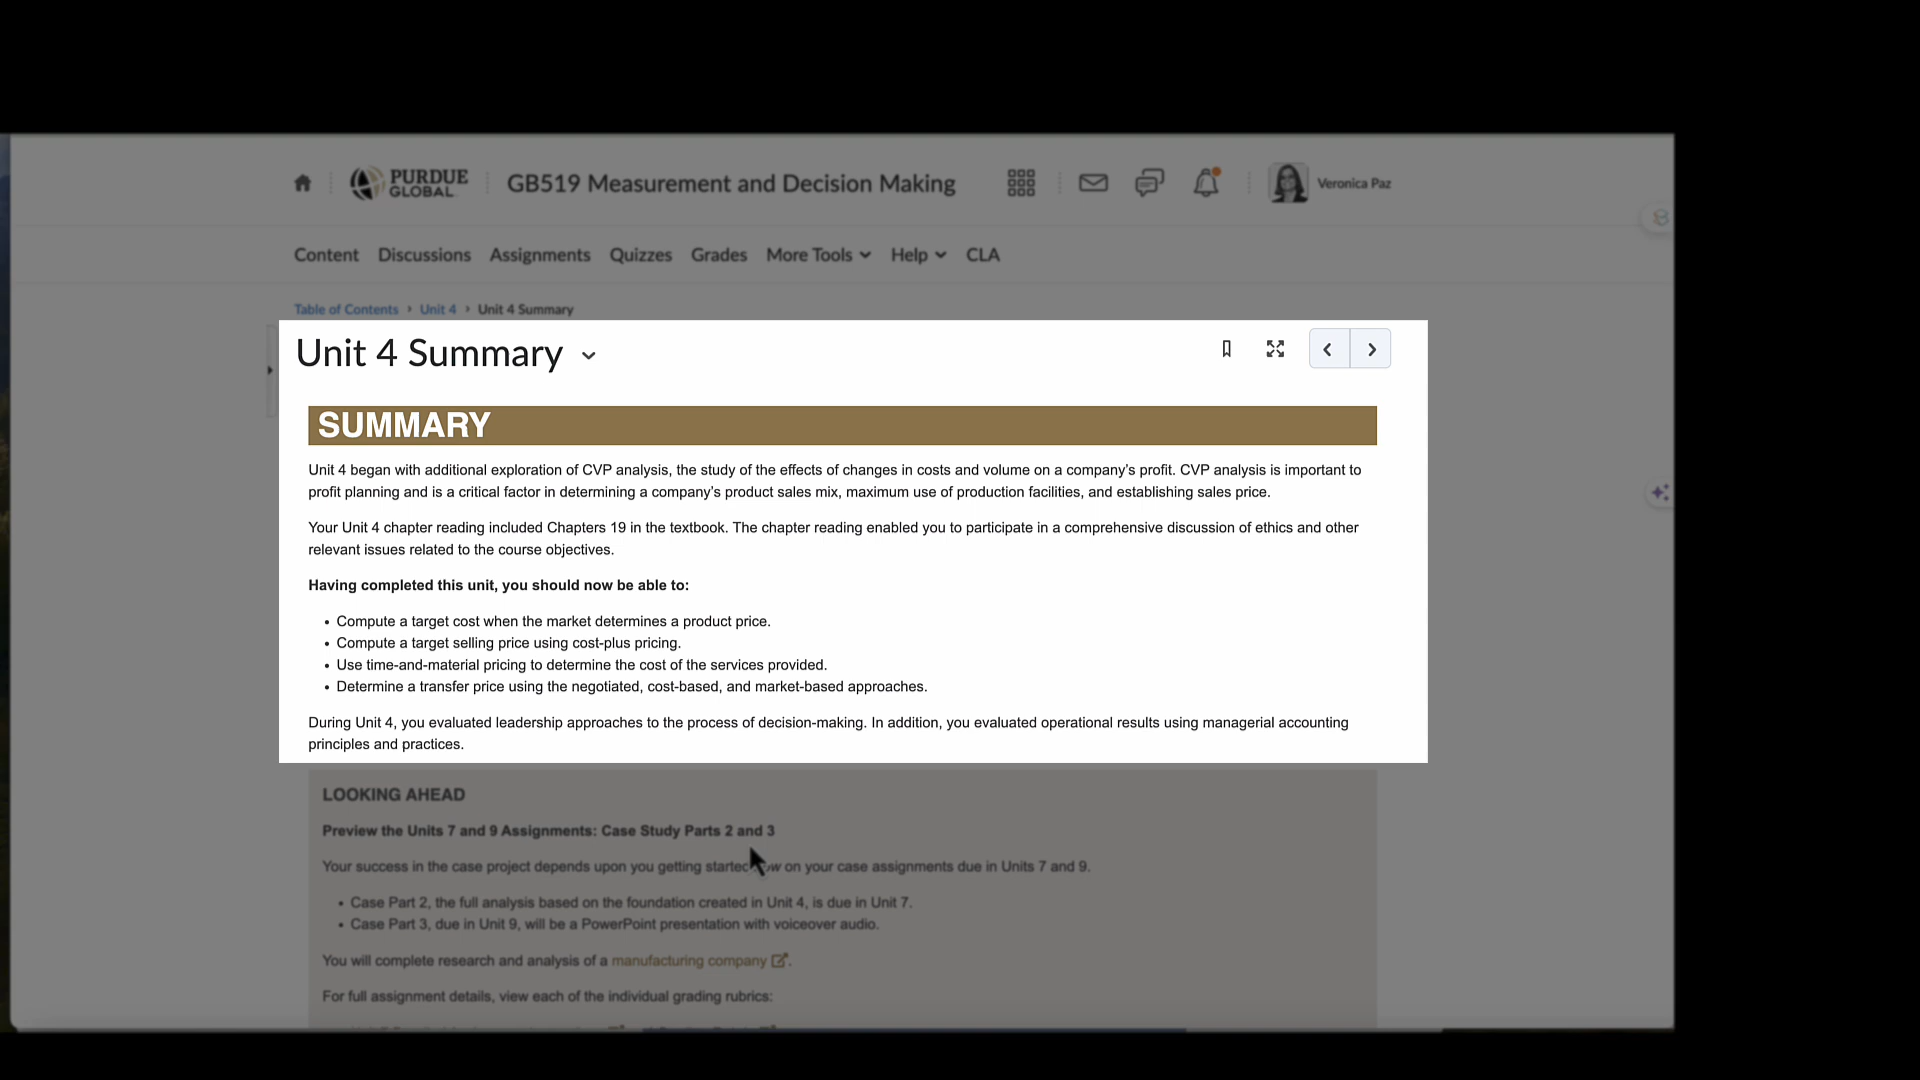 PURDUE
GLOBAL
GB519 Measurement and Decision Making
Veronica Paz
Content Discussions Assignments Quizzes Grades More Tools Help CLA
Table of Contents › Unit 4 › Unit 4 Summary
Unit 4 Summary
SUMMARY
Unit 4 began with additional exploration of CVP analysis, the study of the effects of changes in costs and volume on a company's profit. CVP analysis is important to
profit planning and is a critical factor in determining a company's product sales mix, maximum use of production facilities, and establishing sales price.
Your Unit 4 chapter reading included Chapters 19 in the textbook. The chapter reading enabled you to participate in a comprehensive discussion of ethics and other
relevant issues related to the course objectives.
Having completed this unit, you should now be able to:
• Compute a target cost when the market determines a product price.
• Compute a target selling price using cost-plus pricing.
• Use time-and-material pricing to determine the cost of the services provided.
• Determine a transfer price using the negotiated, cost-based, and market-based approaches.
During Unit 4, you evaluated leadership approaches to the process of decision-making. In addition, you evaluated operational results using managerial accounting
principles and practices.
LOOKING AHEAD
Preview the Units 7 and 9 Assignments: Case Study Parts 2 and 3
Your success in the case project depends upon you getting started on your case assignments due in Units 7 and 9.
• Case Part 2, the full analysis based on the foundation created in Unit 4, is due in Unit 7.
• Case Part 3, due in Unit 9, will be a PowerPoint presentation with voiceover audio.
You will complete research and analysis of a manufacturing company.
For full assignment details, view each of the individual grading rubrics: